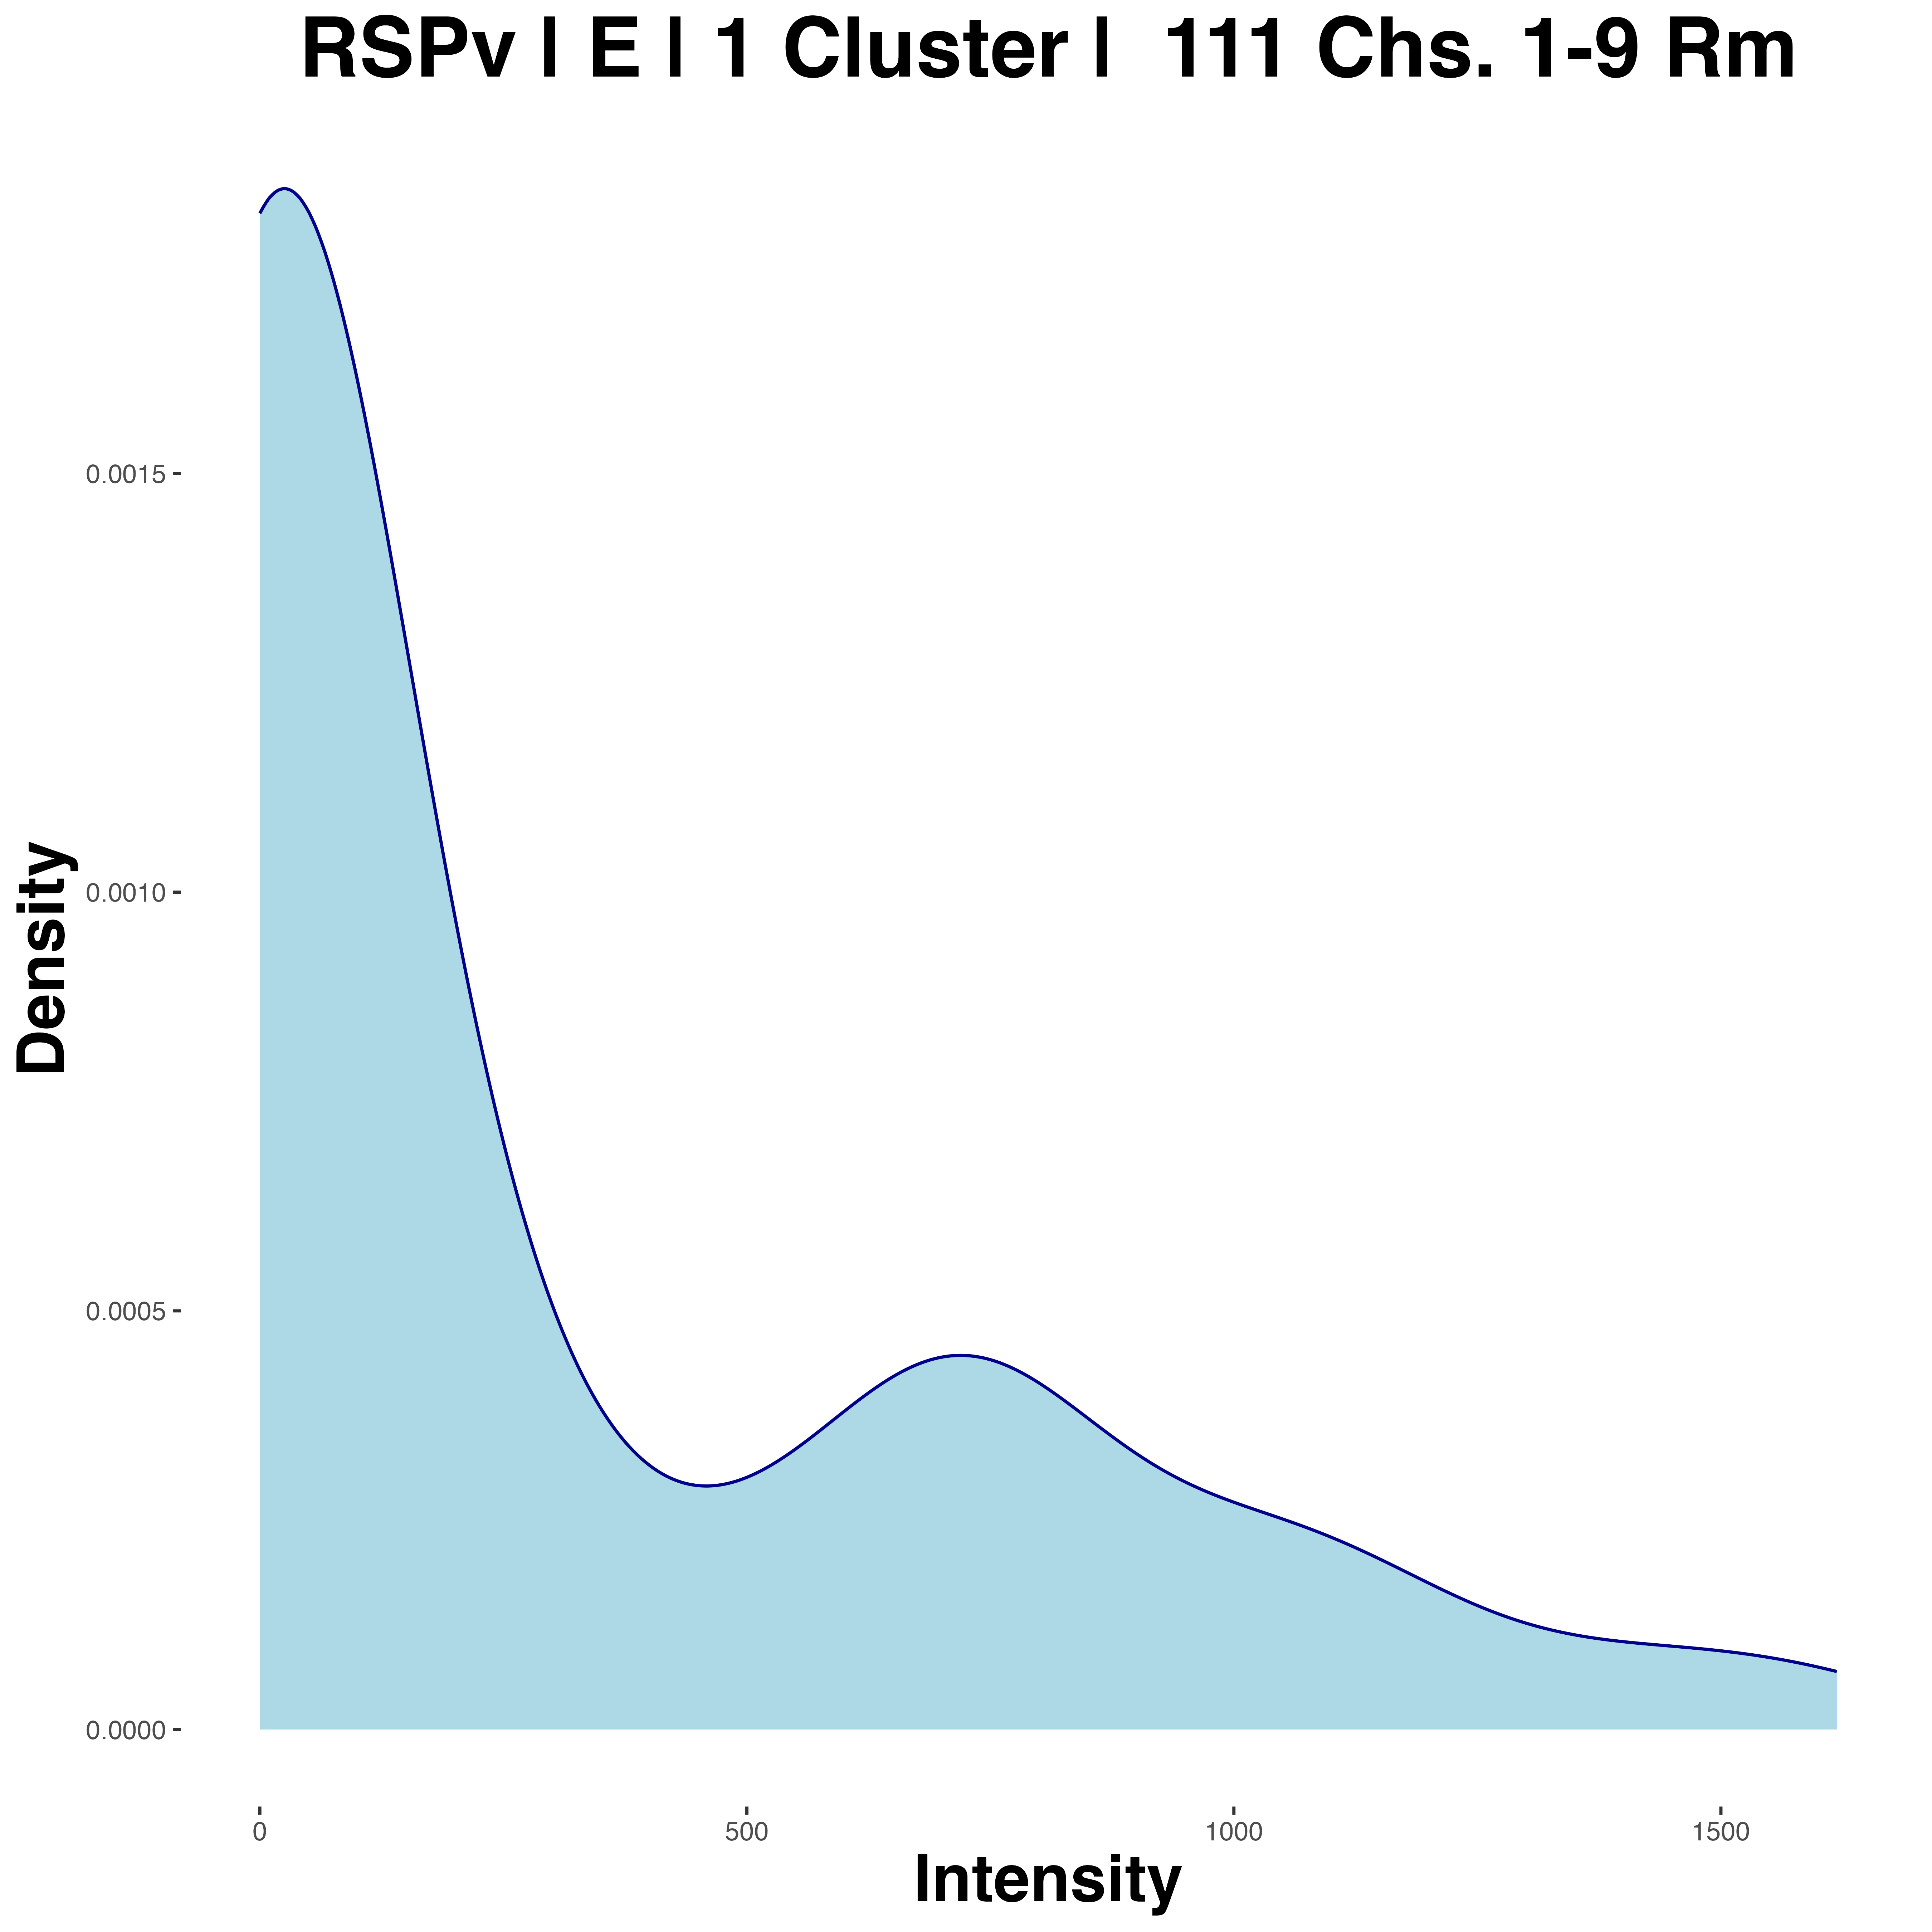 RSPv | E | 1 Cluster |  111 Chs. 1-9 Rm
Density
0.0015
0.0010
0.0005
0.0000
0 500 1000 1500
Intensity